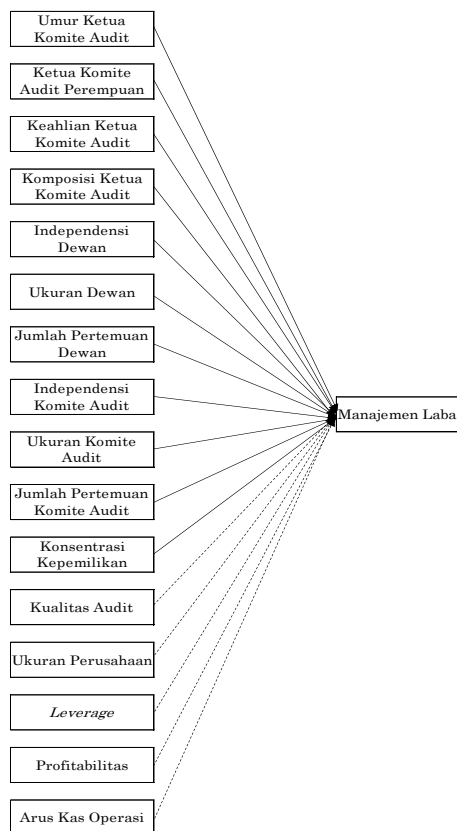 Umur Ketua
Komite Audit
Ketua Komite
Audit Perempuan
Keahlian Ketua
Komite Audit
Komposisi Ketua
Komite Audit
Independensi
Dewan
Ukuran Dewan
Jumlah Pertemuan
Dewan
Independensi
Komite Audit
Manajemen Laba
Ukuran Komite
Audit
Jumlah Pertemuan
Komite Audit
Konsentrasi
Kepemilikan
Kualitas Audit
Ukuran Perusahaan
Leverage
Profitabilitas
Arus Kas Operasi